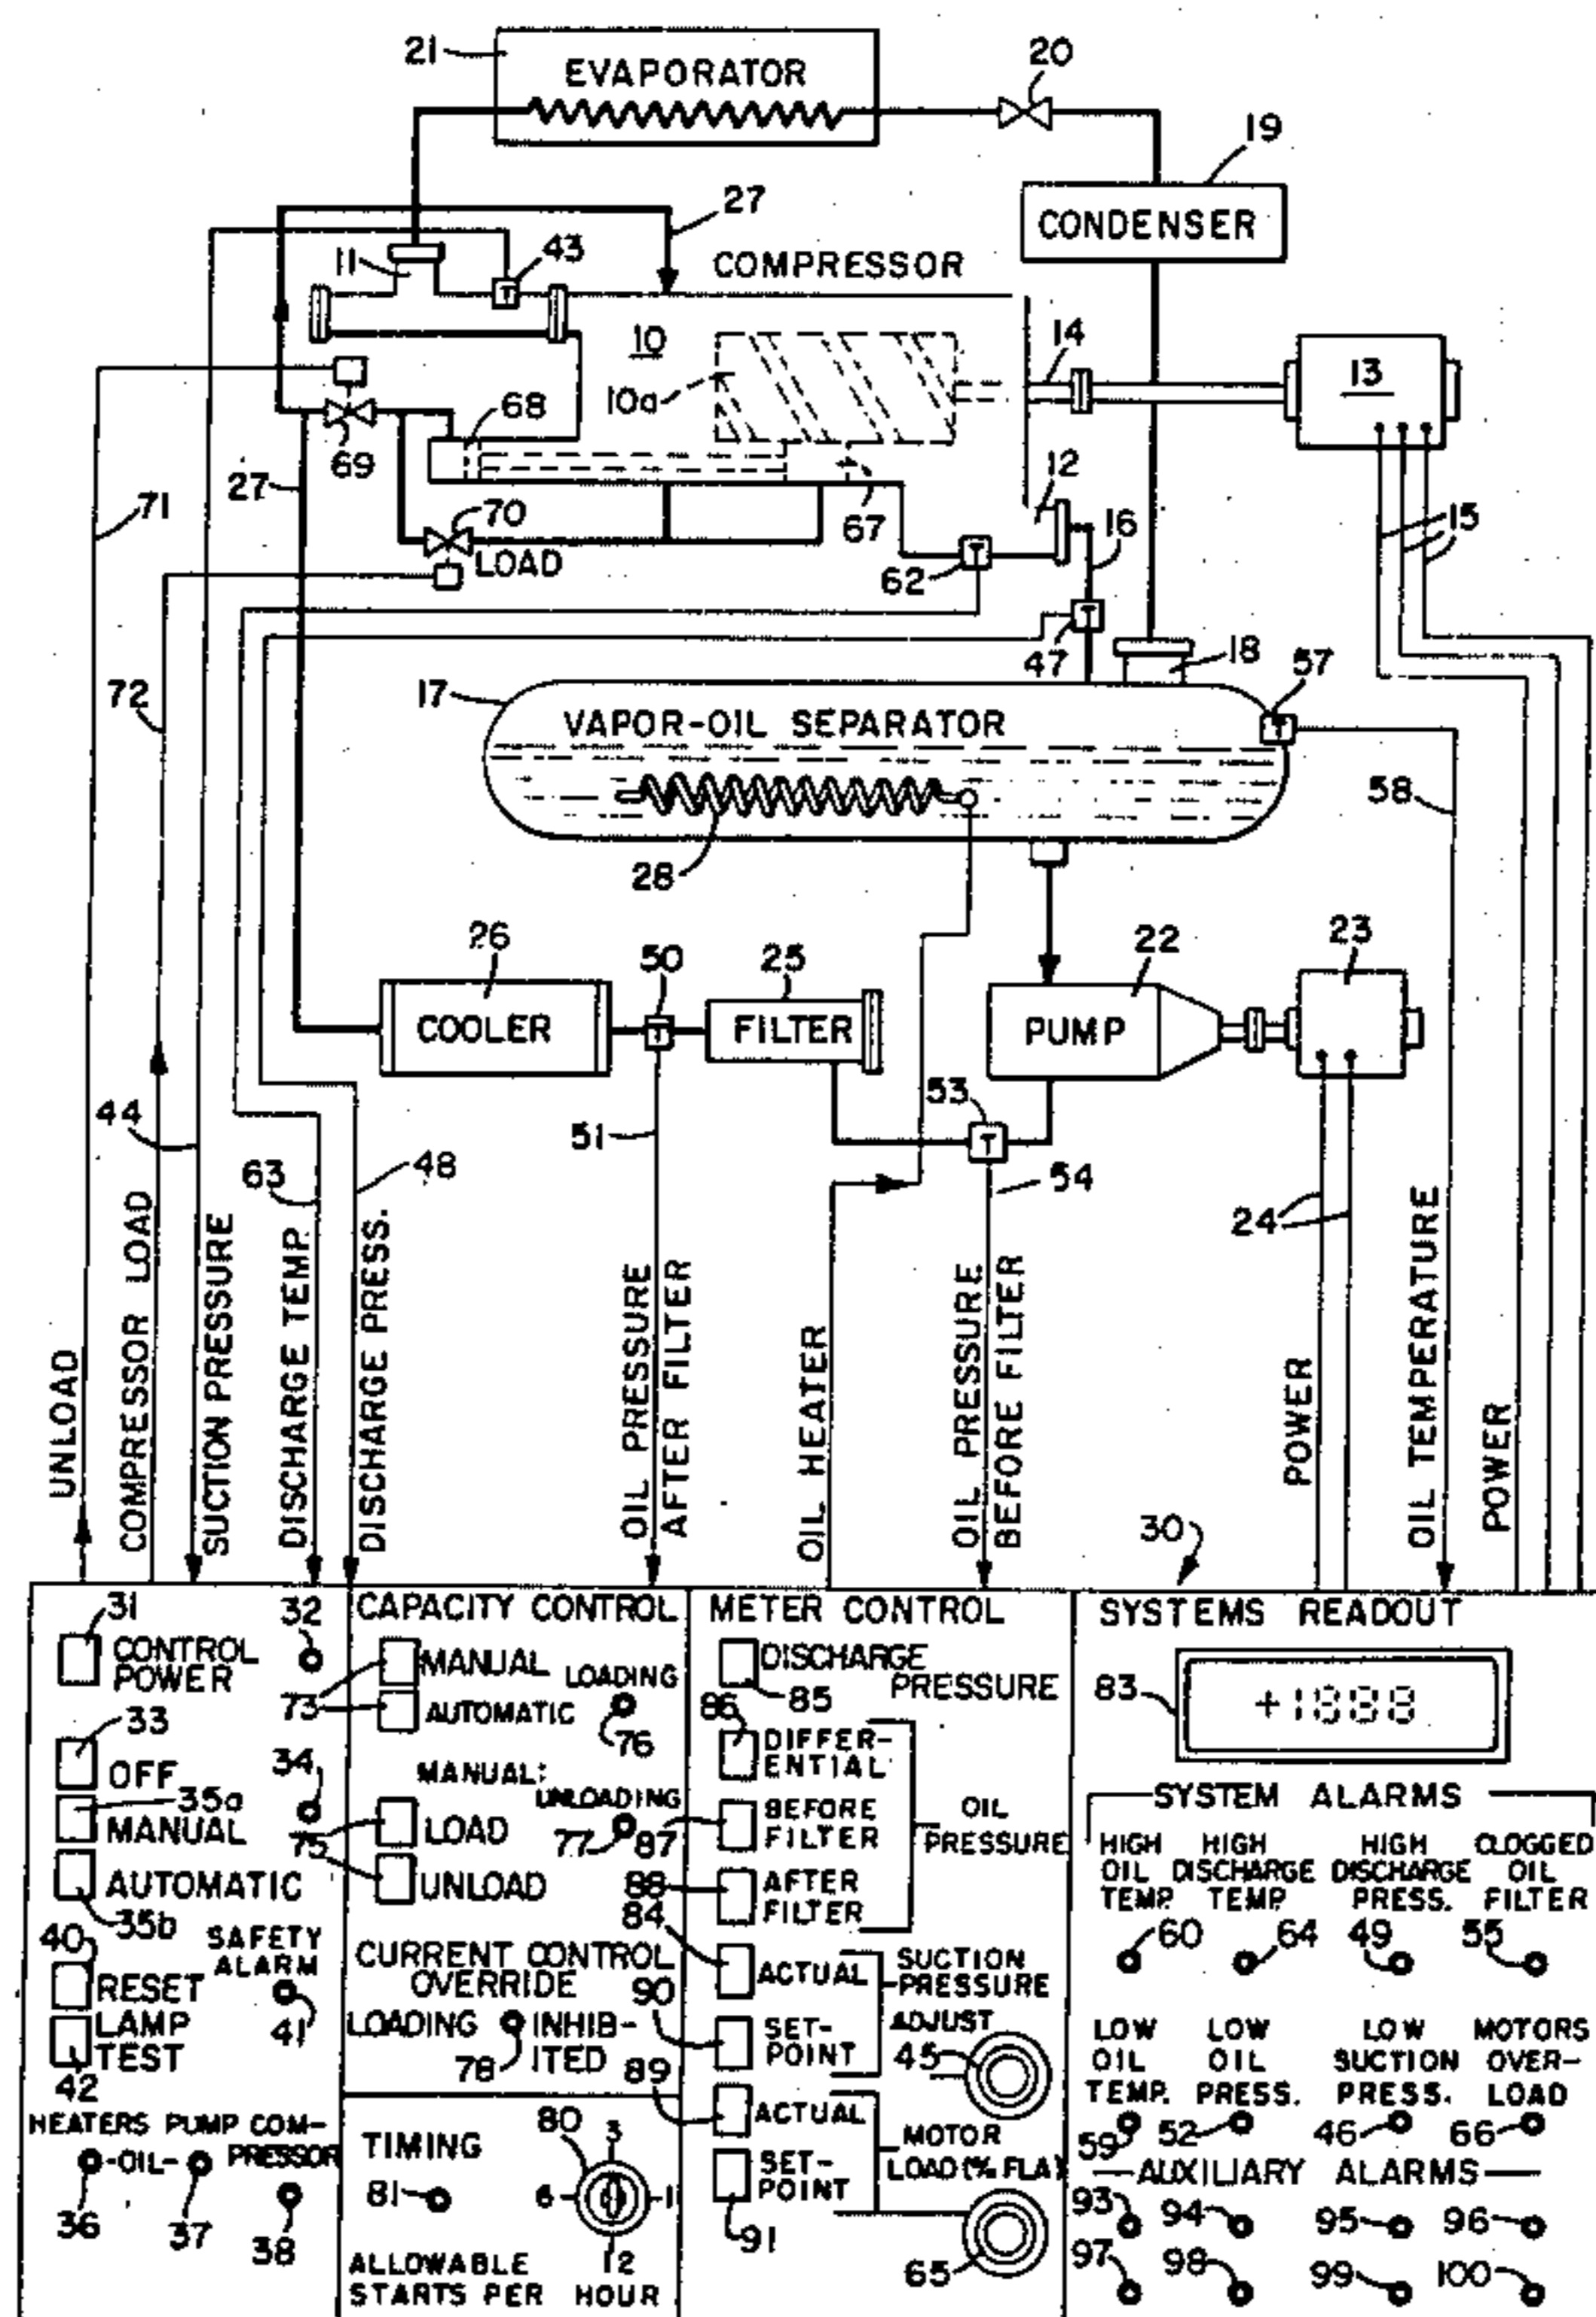 21
EVAPORATOR
20
19
CONDENSER
27
11
43
COMPRESSOR
10
10a
14
13
68
69
27
71
12
67
70
LOAD
62
16
15
47
18
57
72
17
VAPOR-OIL SEPARATOR
58
28
26
50
25
22
23
COOLER
FILTER
PUMP
53
44
51
63
48
54
24
UNLOAD
COMPRESSOR LOAD
SUCTION PRESSURE
DISCHARGE TEMP.
DISCHARGE PRESS.
OIL PRESSURE
AFTER FILTER
OIL HEATER
OIL PRESSURE
BEFORE FILTER
POWER
OIL TEMPERATURE
POWER
30
31
32
CONTROL
POWER
33
OFF
34
35a
MANUAL
AUTOMATIC
35b
40
SAFETY
ALARM
RESET
41
LAMP
TEST
42
HEATERS PUMP COM-
PRESSOR
-OIL-
36
37
38
CAPACITY CONTROL
MANUAL
LOADING
73
AUTOMATIC
76
MANUAL:
UNLOADING
75
LOAD
77
UNLOAD
CURRENT CONTROL
OVERRIDE
LOADING
INHIB-
ITED
78
TIMING
80
3
81
6
1
12
ALLOWABLE
STARTS PER HOUR
METER CONTROL
DISCHARGE
PRESSURE
85
86
DIFFER-
ENTIAL
87
BEFORE
FILTER
OIL
PRESSURE
88
AFTER
FILTER
84
ACTUAL
SUCTION
PRESSURE
90
ADJUST
SET-
POINT
45
89
ACTUAL
MOTOR
LOAD (% FLA)
SET-
POINT
91
65
SYSTEMS READOUT
83
+1888
SYSTEM ALARMS
HIGH
OIL
TEMP.
HIGH
DISCHARGE
TEMP.
HIGH
DISCHARGE
PRESS.
CLOGGED
OIL
FILTER
60
64
49
55
LOW
OIL
TEMP.
LOW
OIL
PRESS.
LOW
SUCTION
PRESS.
MOTORS
OVER-
LOAD
59
52
46
66
AUXILIARY ALARMS
93
94
95
96
97
98
99
100